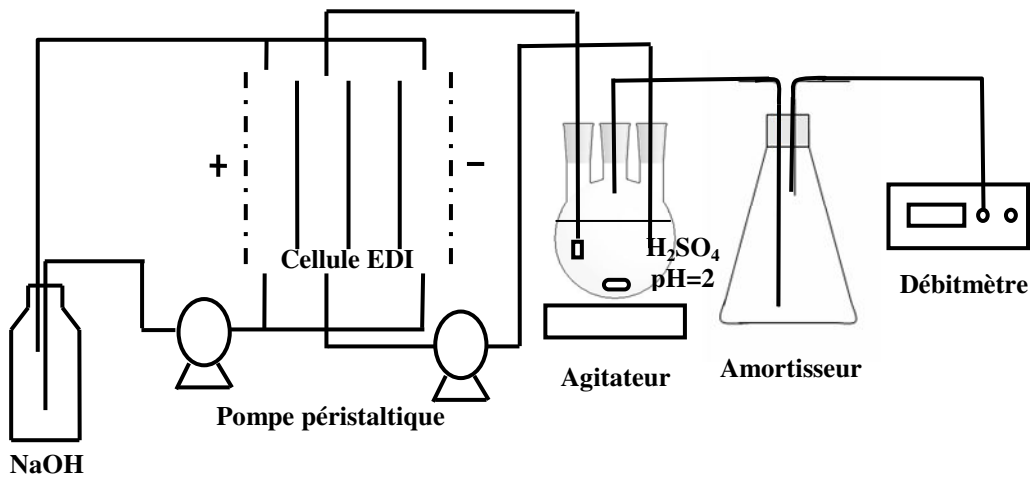 +
−
Cellule EDI
H₂SO₄
pH=2
Débitmètre
Agitateur
Amortisseur
Pompe péristaltique
NaOH